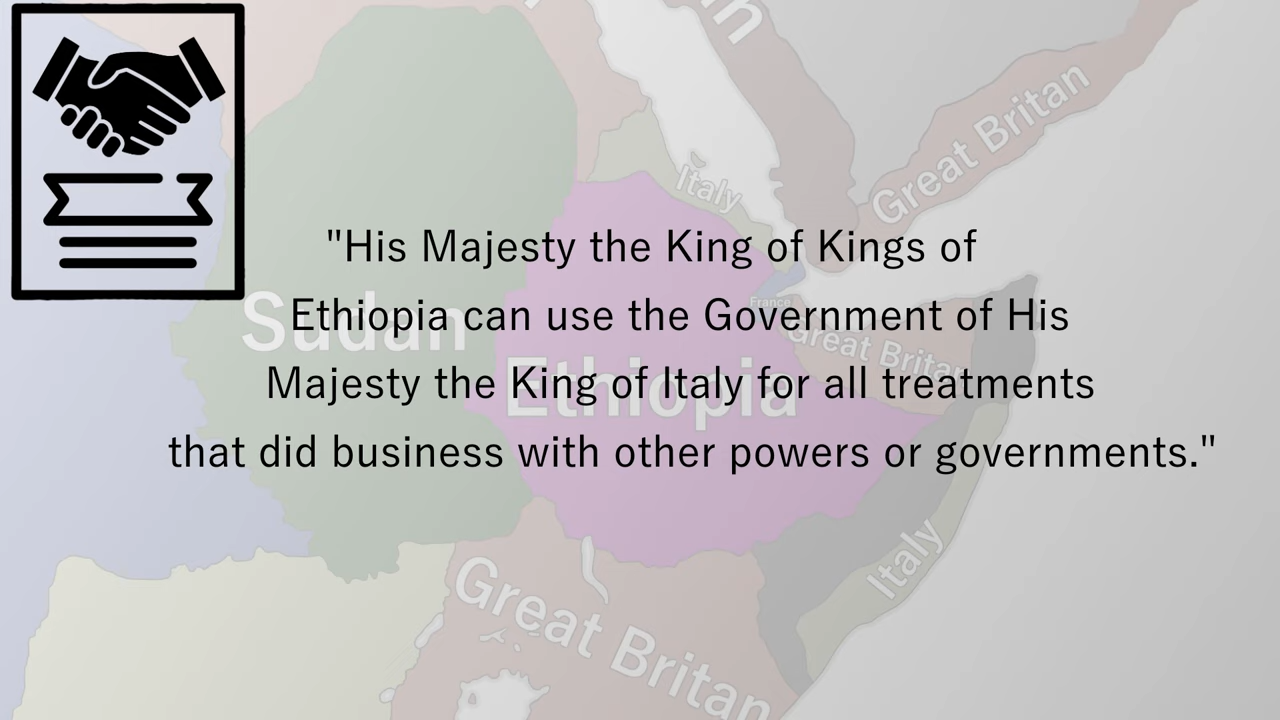 "His Majesty the King of Kings of
Ethiopia can use the Government of His
Majesty the King of Italy for all treatments
that did business with other powers or governments."
Great Britan
Italy
France
Great Britan
Sudan
Ethiopia
Italy
Great Britan